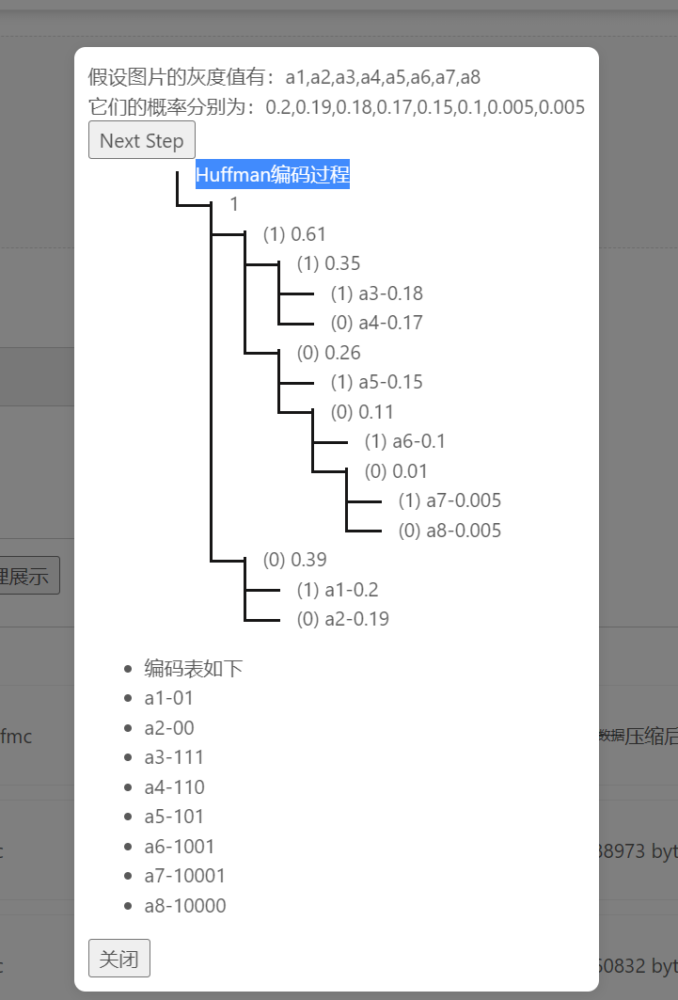 假设图片的灰度值有：a1,a2,a3,a4,a5,a6,a7,a8
它们的概率分别为：0.2,0.19,0.18,0.17,0.15,0.1,0.005,0.005
Next Step
Huffman编码过程
1
(1) 0.61
(1) 0.35
(1) a3-0.18
(0) a4-0.17
(0) 0.26
(1) a5-0.15
(0) 0.11
(1) a6-0.1
(0) 0.01
(1) a7-0.005
(0) a8-0.005
(0) 0.39
(1) a1-0.2
(0) a2-0.19
理展示
编码表如下
a1-01
a2-00
a3-111
a4-110
a5-101
a6-1001
a7-10001
a8-10000
fmc
数据压缩后
38973 byt
60832 byt
关闭